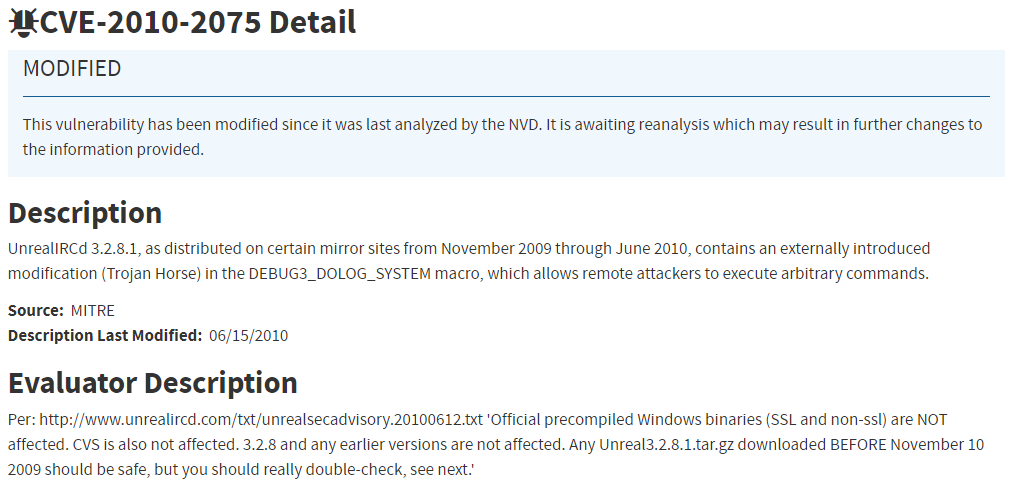 CVE-2010-2075 Detail
MODIFIED
This vulnerability has been modified since it was last analyzed by the NVD. It is awaiting reanalysis which may result in further changes to
the information provided.
Description
UnrealIRCd 3.2.8.1, as distributed on certain mirror sites from November 2009 through June 2010, contains an externally introduced
modification (Trojan Horse) in the DEBUG3_DOLOG_SYSTEM macro, which allows remote attackers to execute arbitrary commands.
Source: MITRE
Description Last Modified: 06/15/2010
Evaluator Description
Per: http://www.unrealircd.com/txt/unrealsecadvisory.20100612.txt 'Official precompiled Windows binaries (SSL and non-ssl) are NOT
affected. CVS is also not affected. 3.2.8 and any earlier versions are not affected. Any Unreal3.2.8.1.tar.gz downloaded BEFORE November 10
2009 should be safe, but you should really double-check, see next.'